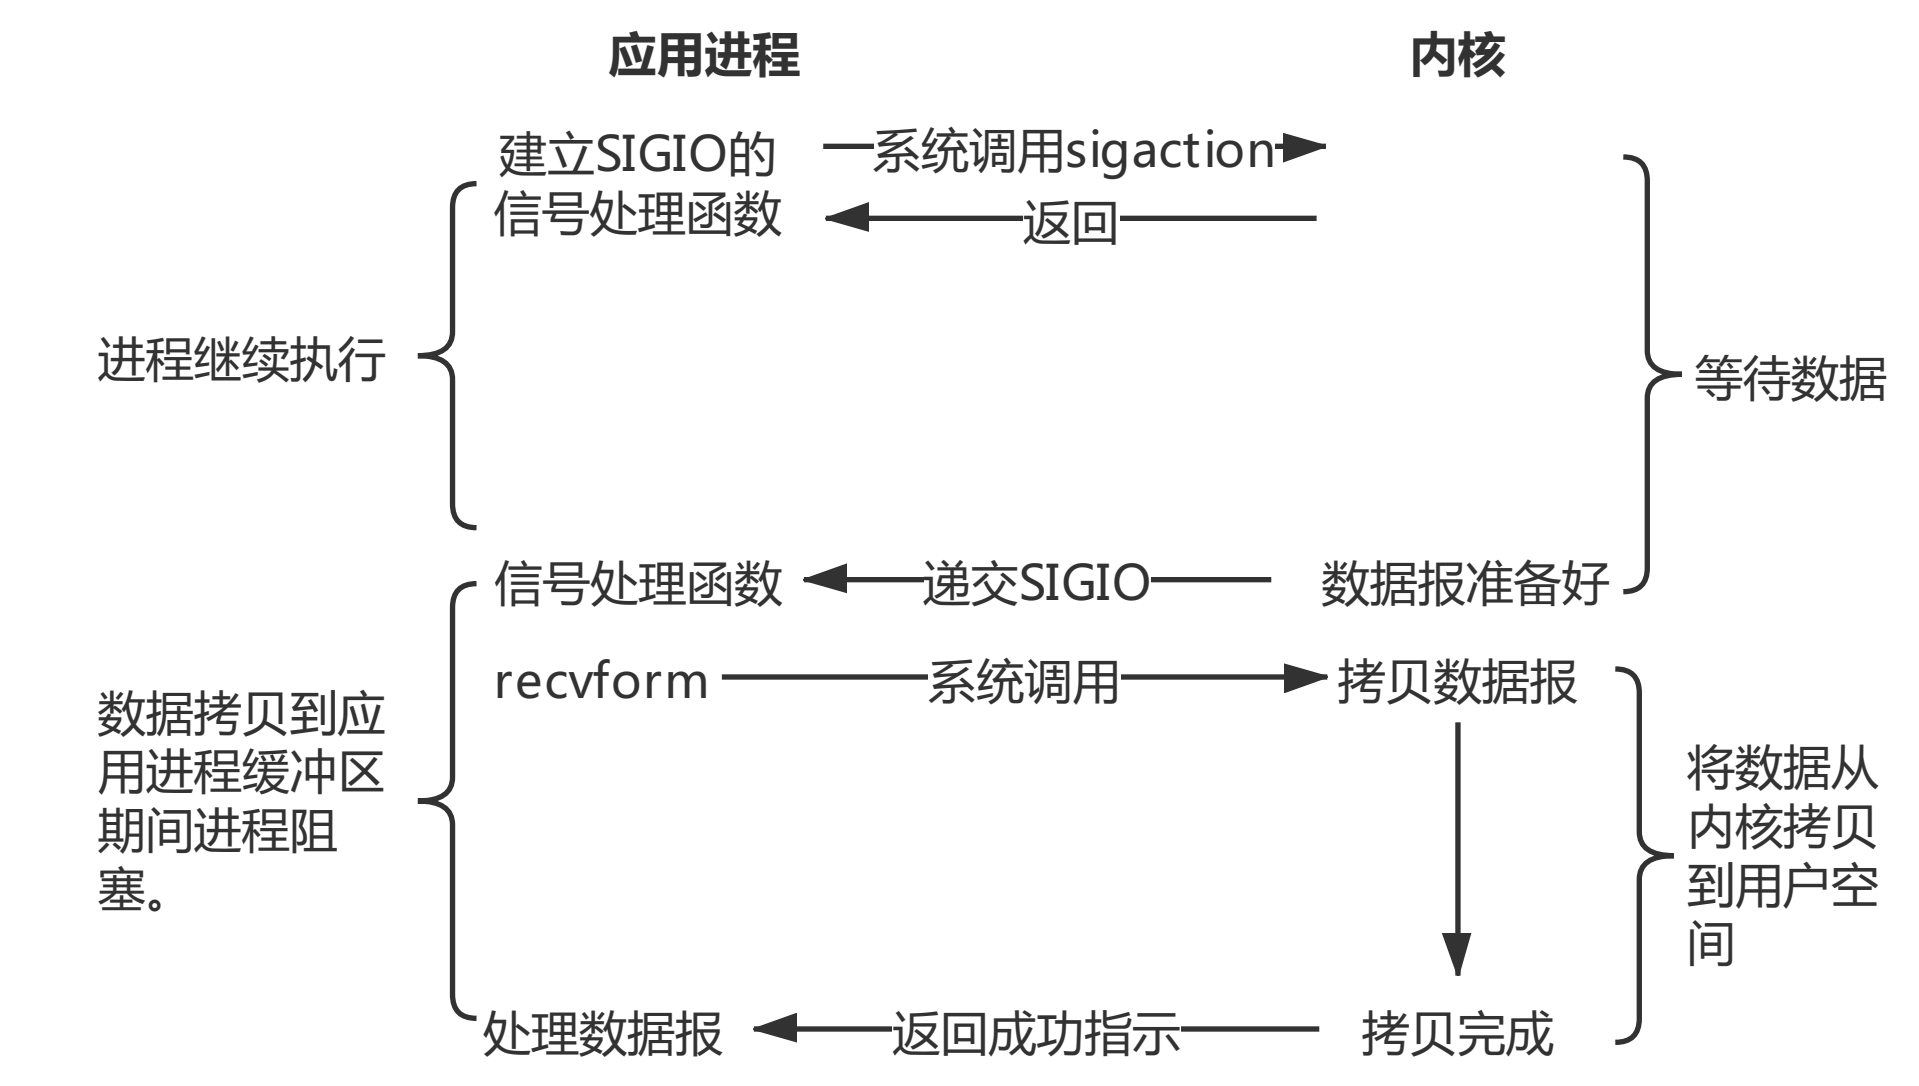 应用进程
内核
建立SIGIO的
信号处理函数
系统调用sigaction
返回
进程继续执行
等待数据
信号处理函数
递交SIGIO
数据报准备好
recvform
系统调用
拷贝数据报
数据拷贝到应
用进程缓冲区
期间进程阻
塞。
将数据从
内核拷贝
到用户空
间
处理数据报
返回成功指示
拷贝完成